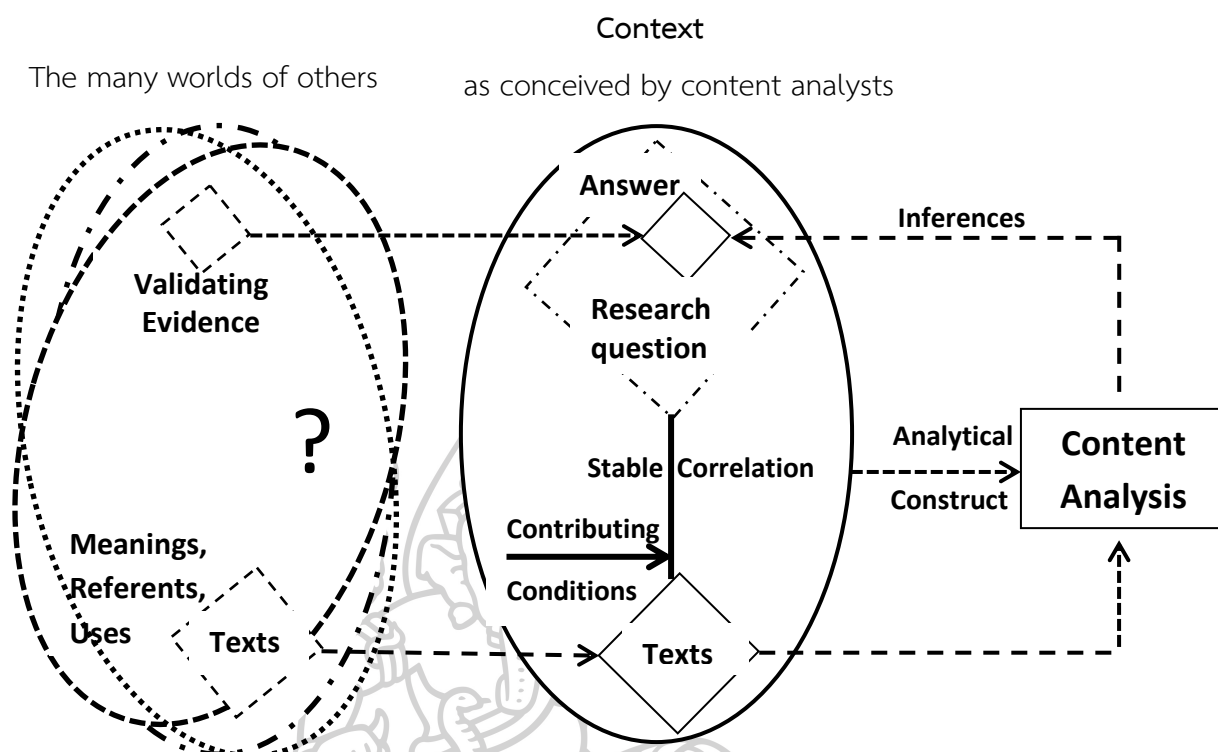 Context
The many worlds of others
as conceived by content analysts
Answer
Inferences
Validating
Evidence
Research
question
?
Analytical
Construct
Content
Analysis
Stable Correlation
Contributing
Conditions
Meanings,
Referents,
Uses
Texts
Texts